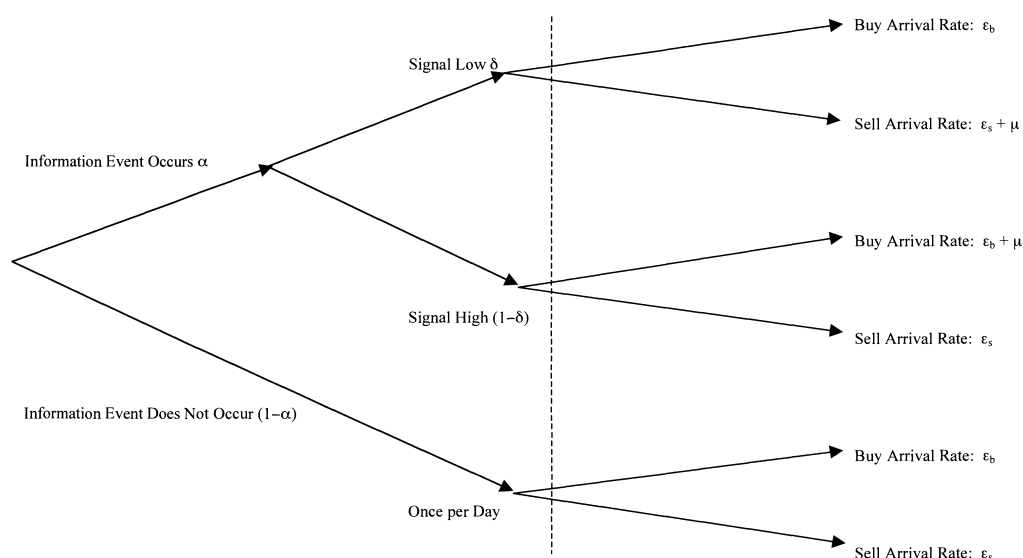 Buy Arrival Rate: εb
Signal Low δ
Sell Arrival Rate: εs + μ
Information Event Occurs α
Buy Arrival Rate: εb + μ
Signal High (1−δ)
Sell Arrival Rate: εs
Information Event Does Not Occur (1−α)
Buy Arrival Rate: εb
Once per Day
Sell Arrival Rate: εs